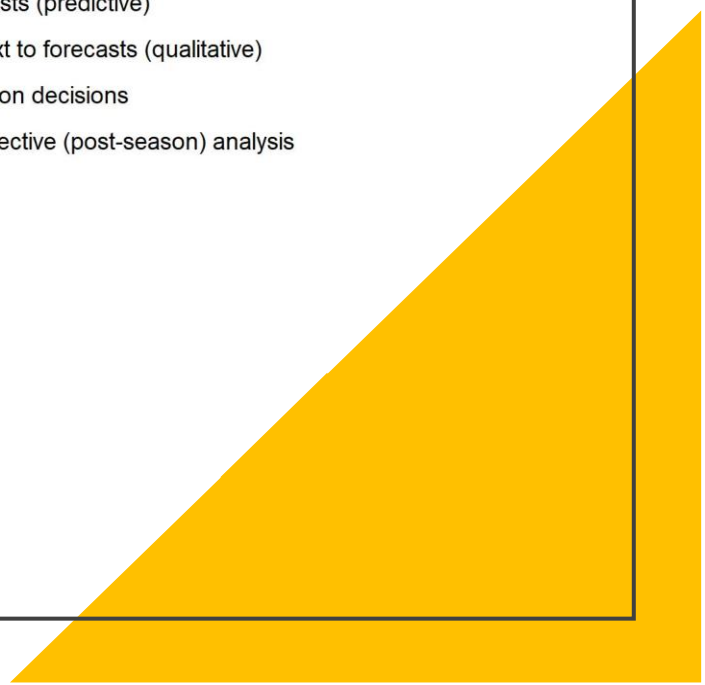 sts (predictive)
xt to forecasts (qualitative)
on decisions
ective (post-season) analysis